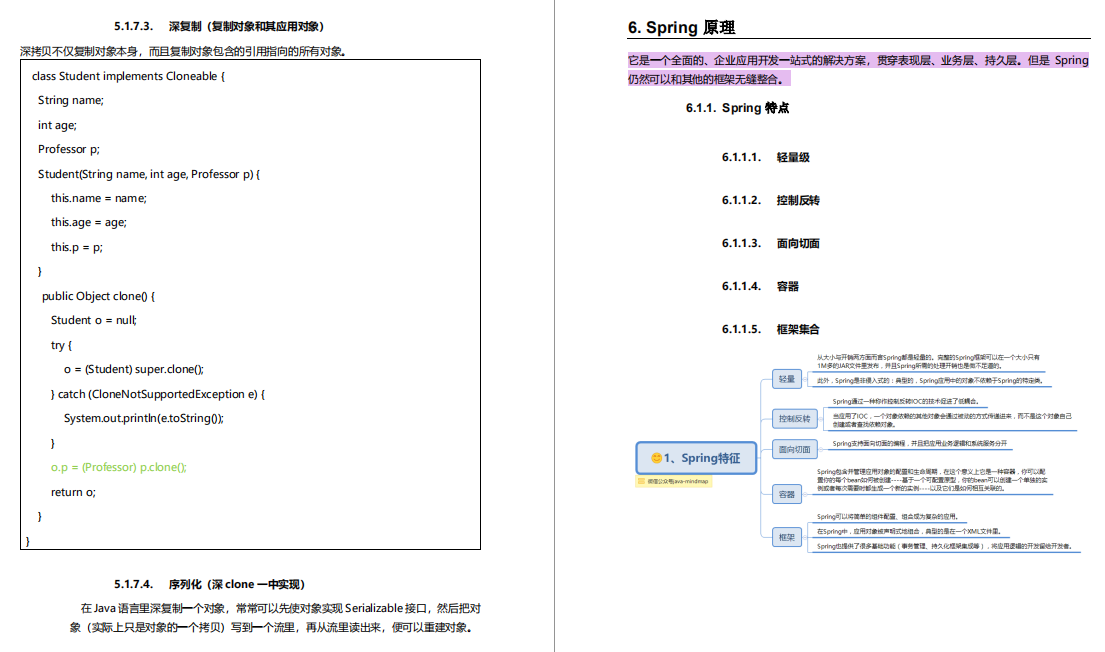 5.1.7.3. 深复制（复制对象和其应用对象）
深拷贝不仅复制对象本身，而且复制对象包含的引用指向的所有对象。
class Student implements Cloneable {
String name;
int age;
Professor p;
Student(String name, int age, Professor p) {
this.name = name;
this.age = age;
this.p = p;
}
public Object clone() {
Student o = null;
try {
o = (Student) super.clone();
} catch (CloneNotSupportedException e) {
System.out.println(e.toString());
}
o.p = (Professor) p.clone();
return o;
}
}
5.1.7.4. 序列化（深 clone 一中实现）
在 Java 语言里深复制一个对象，常常可以先使对象实现 Serializable 接口，然后把对
象（实际上只是对象的一个拷贝）写到一个流里，再从流里读出来，便可以重建对象。
6. Spring 原理
它是一个全面的、企业应用开发一站式的解决方案，贯穿表现层、业务层、持久层。但是 Spring
仍然可以和其他的框架无缝整合。
6.1.1. Spring 特点
6.1.1.1. 轻量级
6.1.1.2. 控制反转
6.1.1.3. 面向切面
6.1.1.4. 容器
6.1.1.5. 框架集合
1、Spring特征
微信公众号java-mindmap
轻量
从大小与开销两方面而言Spring都是轻量的。完整的Spring框架可以在一个大小只有
1M多的JAR文件里发布，并且Spring所需的处理开销也是微不足道的。
此外，Spring是非侵入式的：典型的，Spring应用中的对象不依赖于Spring的特定类。
控制反转
Spring通过一种称作控制反转IOC的技术促进了低耦合。
当应用了IOC，一个对象依赖的其他对象会通过被动的方式传递进来，而不是这个对象自己
创建或者查找依赖对象。
面向切面
Spring支持面向切面的编程，并且把应用业务逻辑和系统服务分开
容器
Spring包含并管理应用对象的配置和生命周期，在这个意义上它是一种容器，你可以配
置你的每个bean如何被创建----基于一个可配置原型，你的bean可以创建一个单独的实
例或者每次需要时都生成一个新的实例----以及它们是如何相互关联的。
框架
Spring可以将简单的组件配置、组合成为复杂的应用。
在Spring中，应用对象被声明式地组合，典型的是在一个XML文件里。
Spring也提供了很多基础功能（事务管理、持久化框架集成等），将应用逻辑的开发留给开发者。